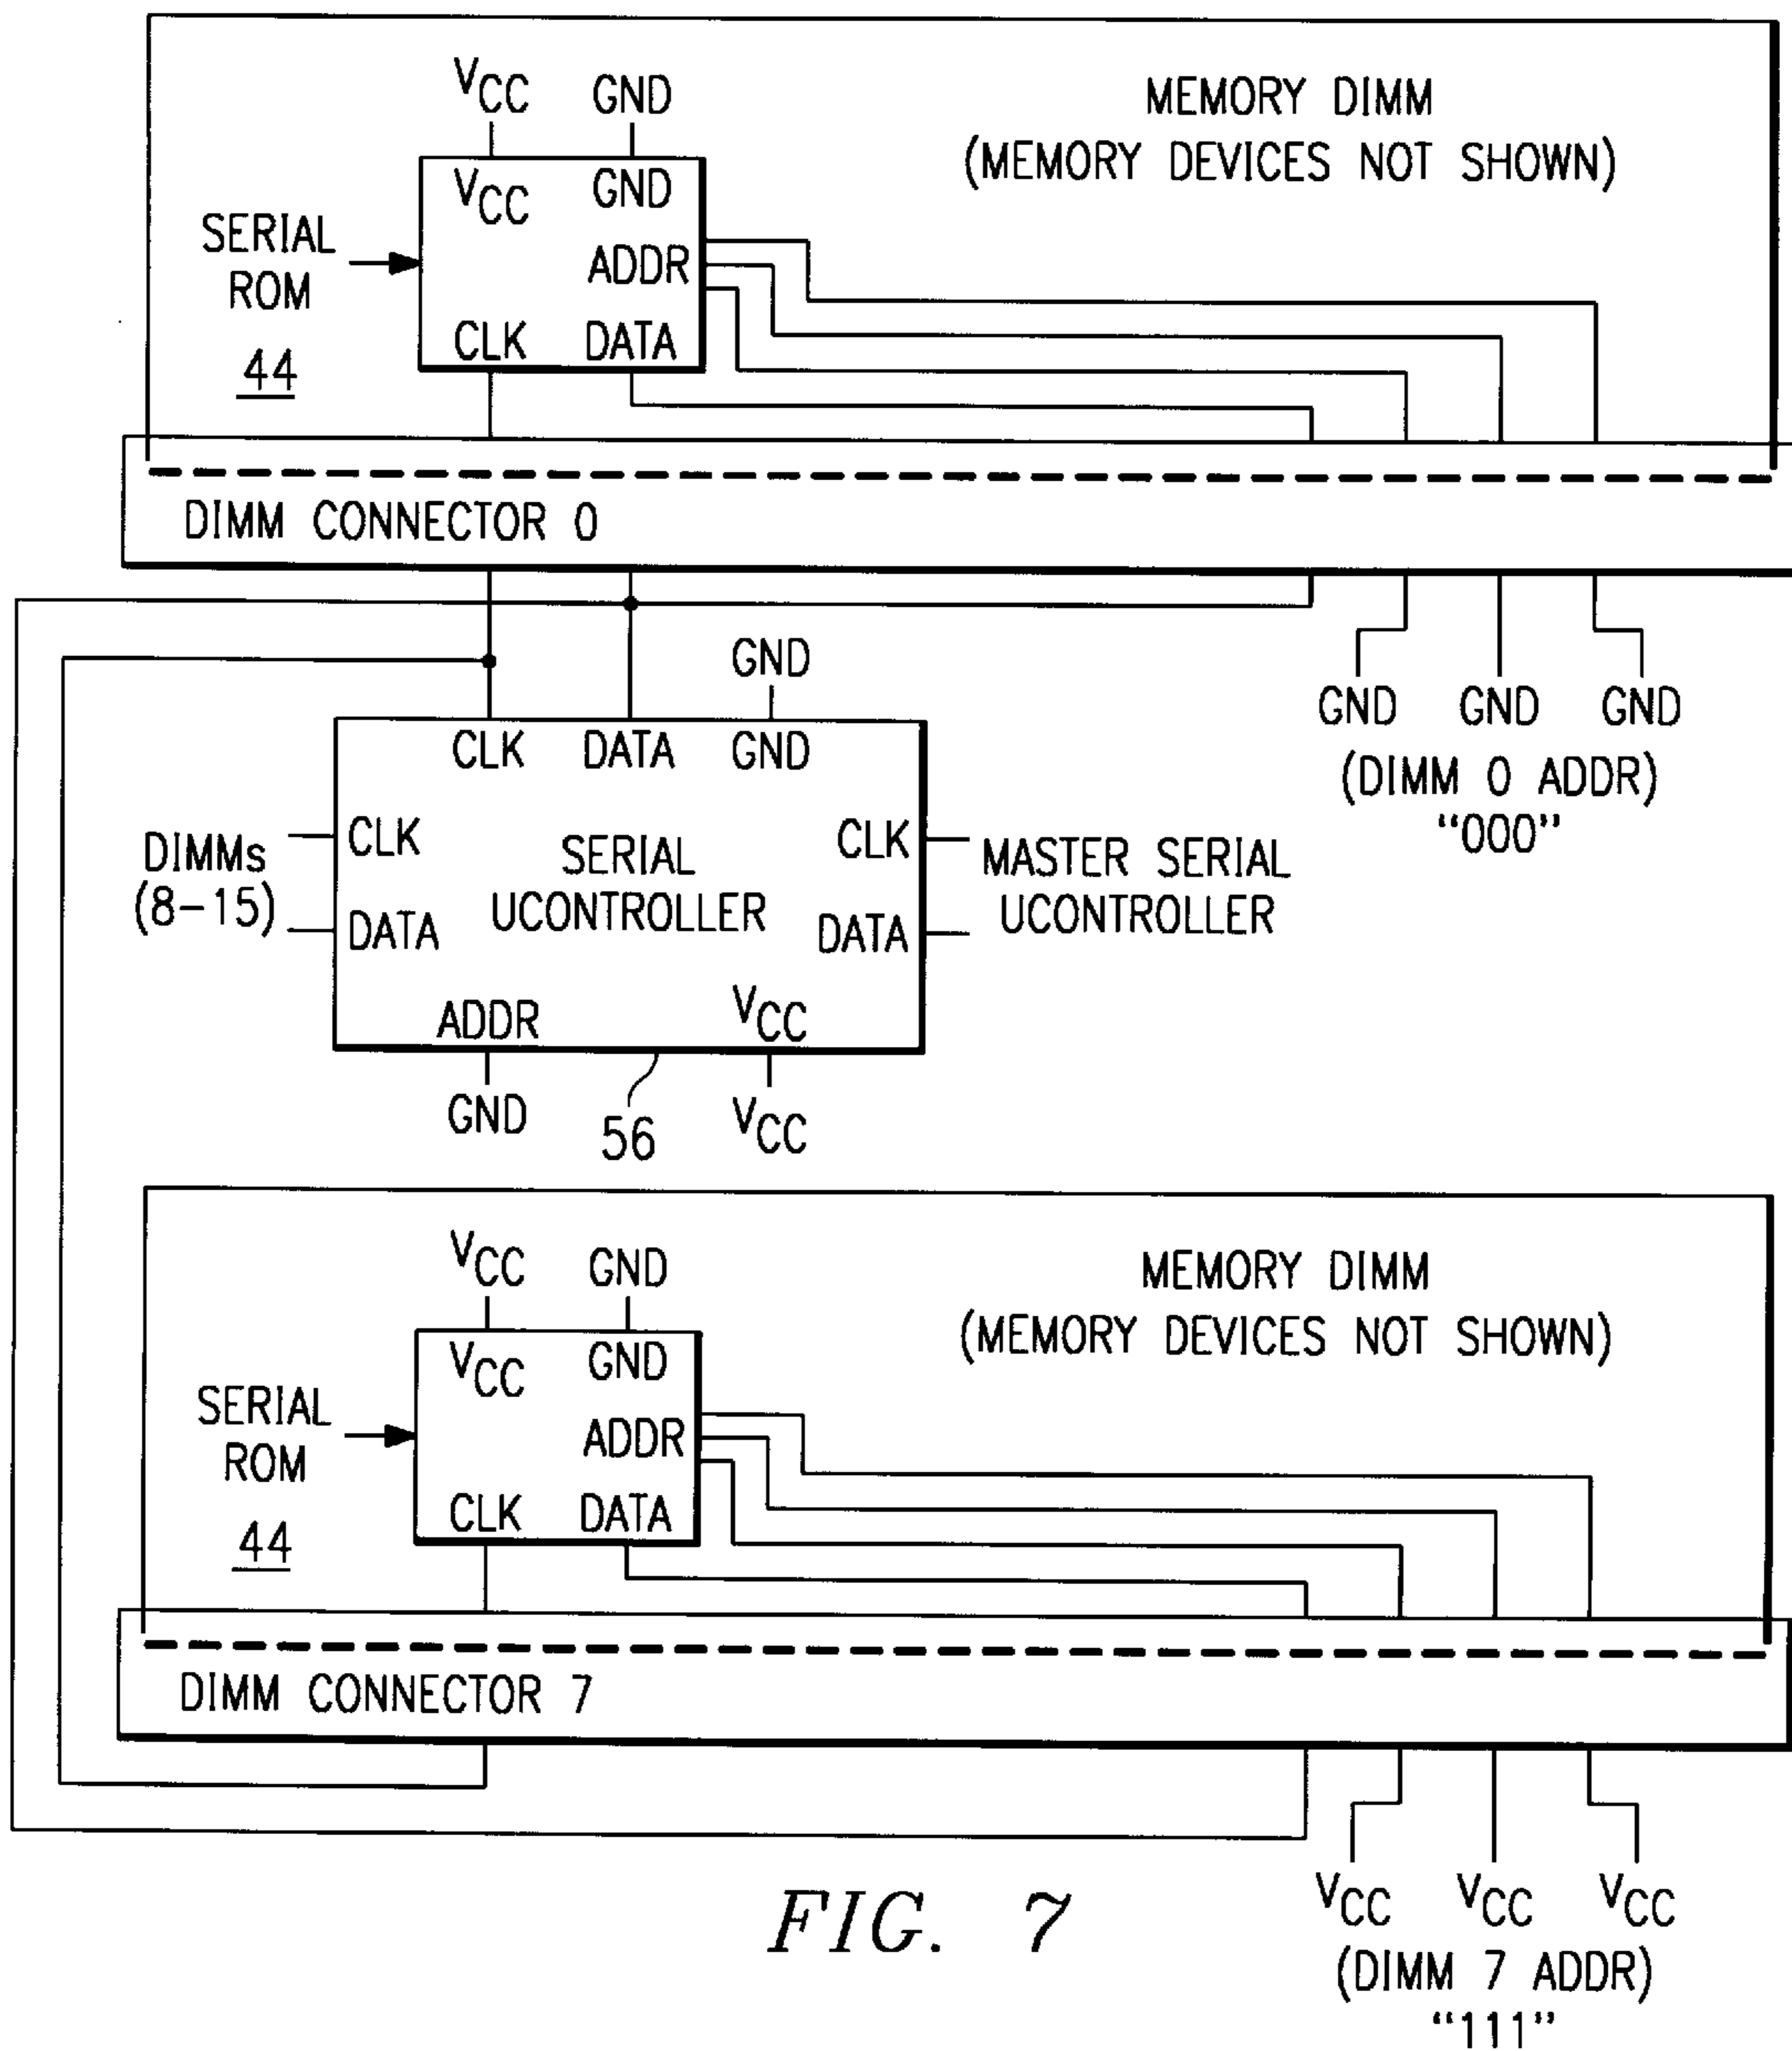 VCC GND
MEMORY DIMM
(MEMORY DEVICES NOT SHOWN)
VCC GND
SERIAL
ROM
ADDR
CLK DATA
44
DIMM CONNECTOR 0
GND
GND GND GND
(DIMM 0 ADDR)
"000"
CLK DATA GND
DIMMs
(8-15)
CLK
DATA
SERIAL
UCONTROLLER
CLK
DATA
MASTER SERIAL
UCONTROLLER
ADDR VCC
GND 56 VCC
VCC GND
MEMORY DIMM
(MEMORY DEVICES NOT SHOWN)
VCC GND
SERIAL
ROM
ADDR
CLK DATA
44
DIMM CONNECTOR 7
VCC VCC VCC
(DIMM 7 ADDR)
"111"
FIG. 7